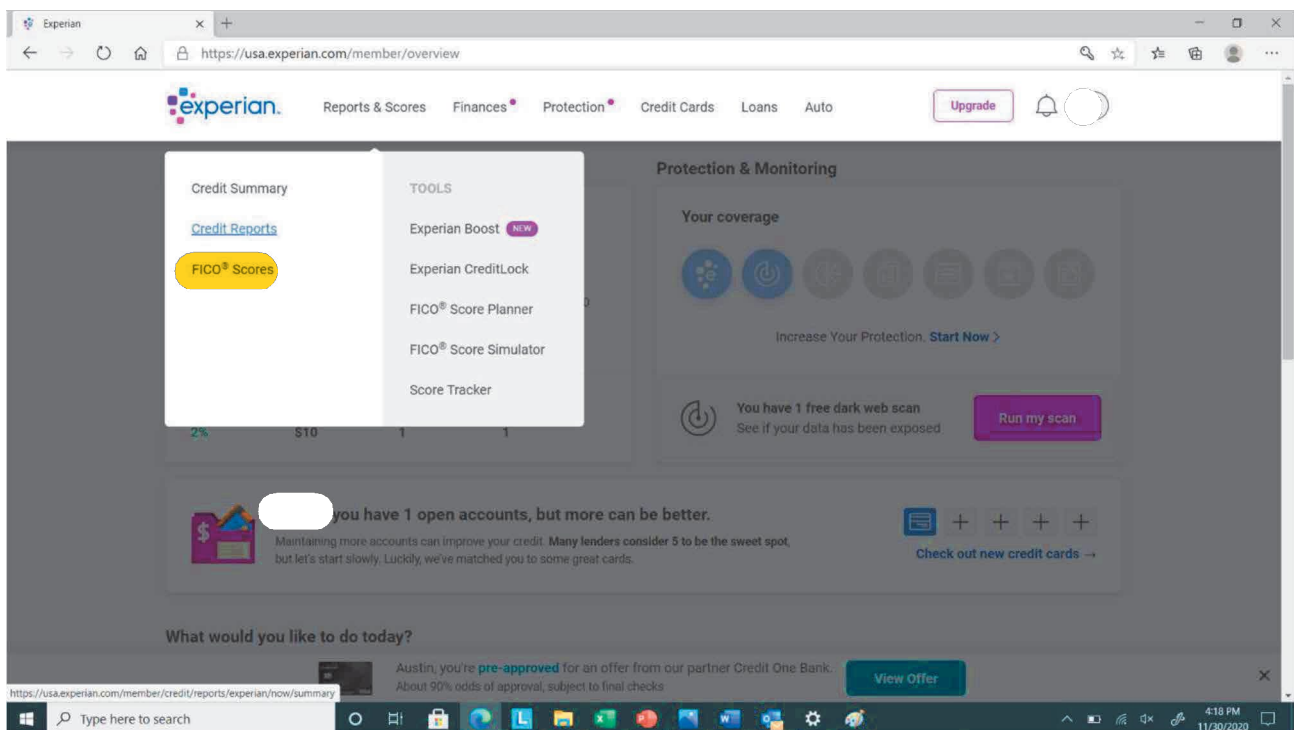 Experian
https://usa.experian.com/member/overview
experian.
Reports & Scores Finances Protection Credit Cards Loans Auto Upgrade
Credit Summary
Credit Reports
FICO® Scores
TOOLS
Experian Boost NEW
Experian CreditLock
FICO® Score Planner
FICO® Score Simulator
Score Tracker
2% $10 1 1
Protection & Monitoring
Your coverage
Increase Your Protection. Start Now >
You have 1 free dark web scan
See if your data has been exposed
Run my scan
you have 1 open accounts, but more can be better.
Maintaining more accounts can improve your credit. Many lenders consider 5 to be the sweet spot,
but let's start slowly. Luckily, we've matched you to some great cards.
Check out new credit cards →
What would you like to do today?
Austin, you're pre-approved for an offer from our partner Credit One Bank.
About 90% odds of approval, subject to final checks
View Offer
https://usa.experian.com/member/credit/reports/experian/now/summary
Type here to search
4:18 PM
11/30/2020